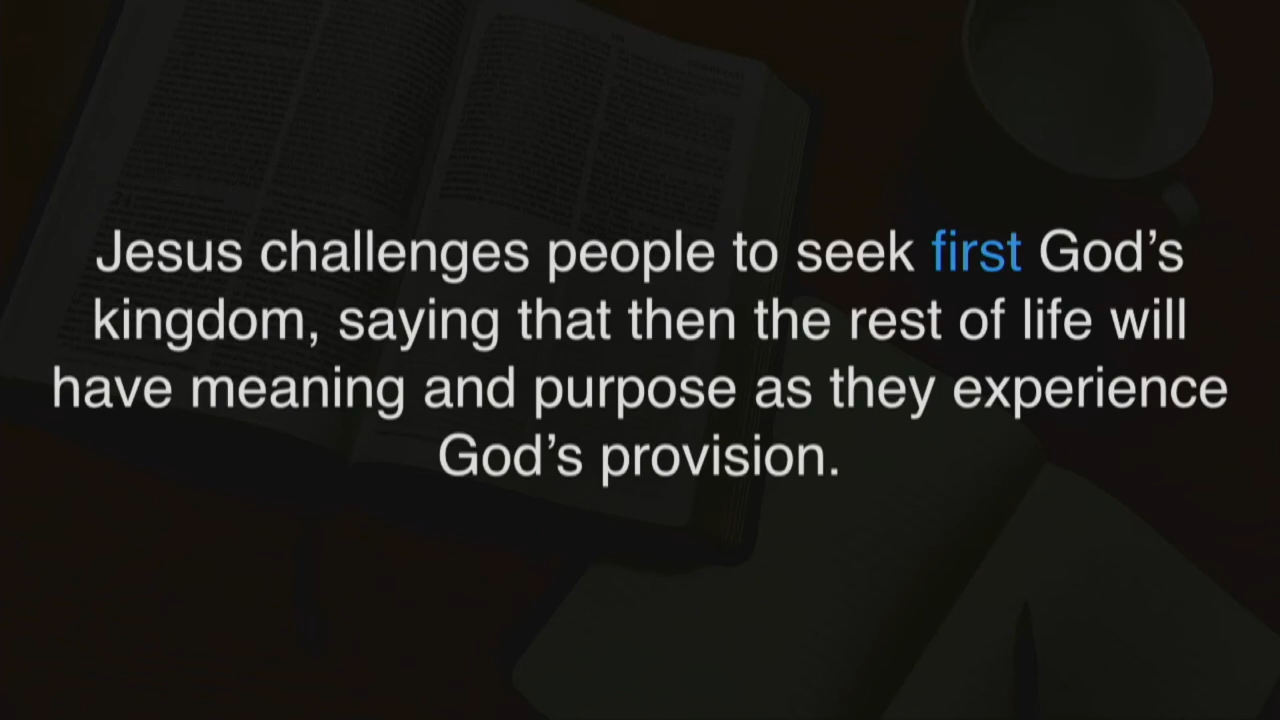 Jesus challenges people to seek first God’s
kingdom, saying that then the rest of life will
have meaning and purpose as they experience
God’s provision.